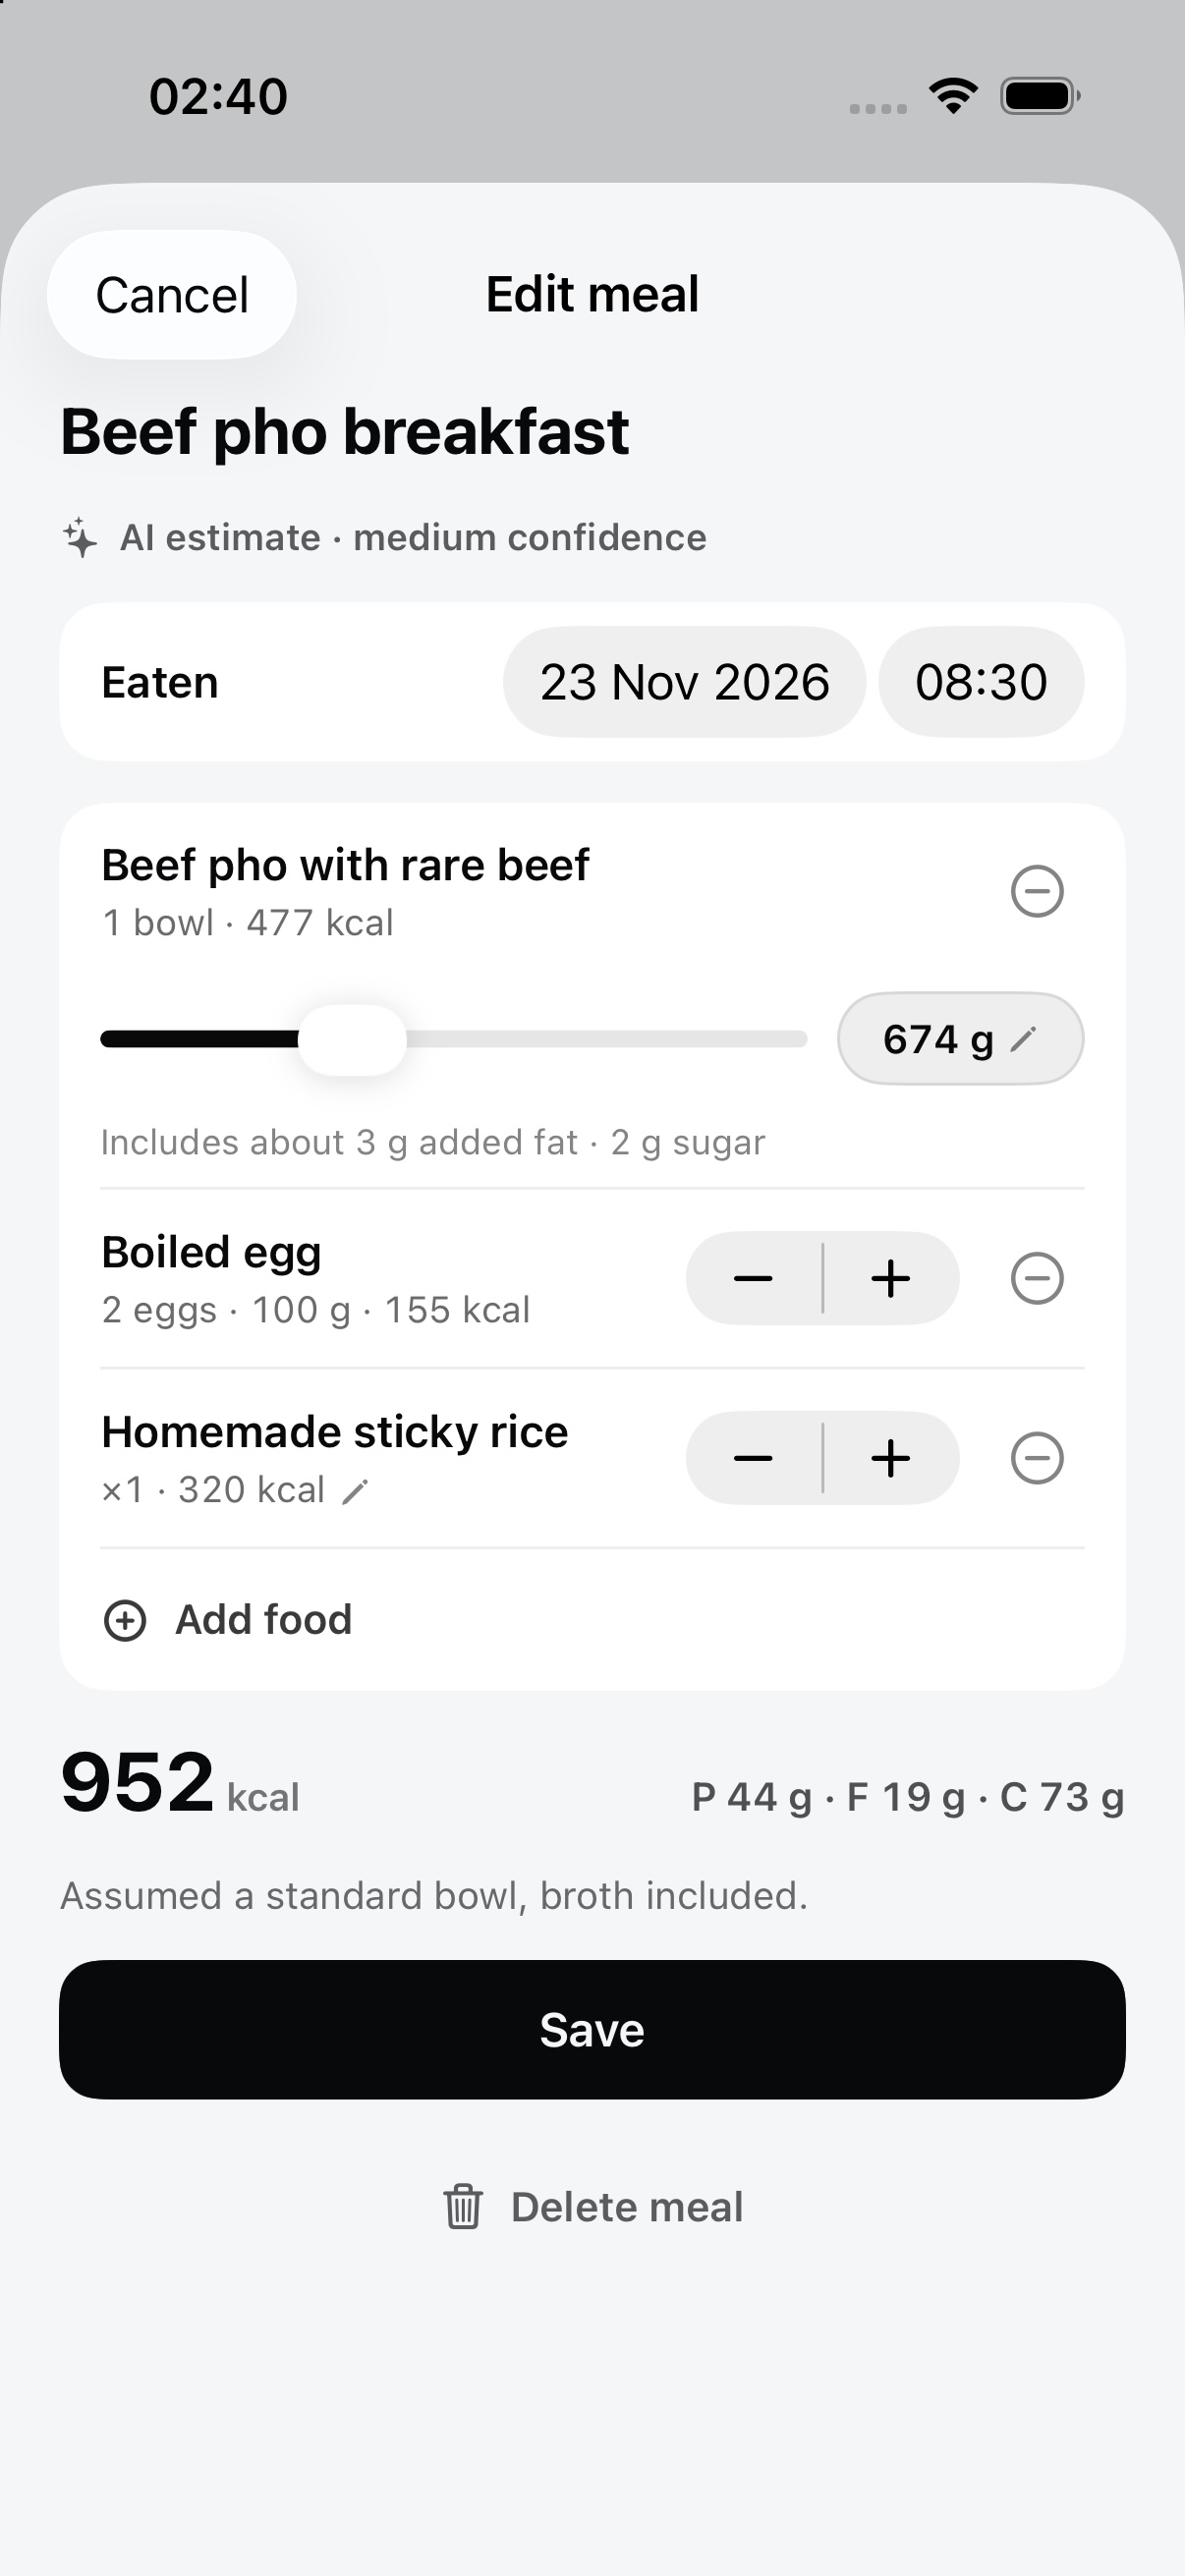 02:40
Cancel
Edit meal
Beef pho breakfast
AI estimate · medium confidence
Eaten
23 Nov 2026
08:30
Beef pho with rare beef
1 bowl · 477 kcal
674 g
Includes about 3 g added fat · 2 g sugar
Boiled egg
2 eggs · 100 g · 155 kcal
Homemade sticky rice
×1 · 320 kcal
Add food
952 kcal
P 44 g · F 19 g · C 73 g
Assumed a standard bowl, broth included.
Save
Delete meal